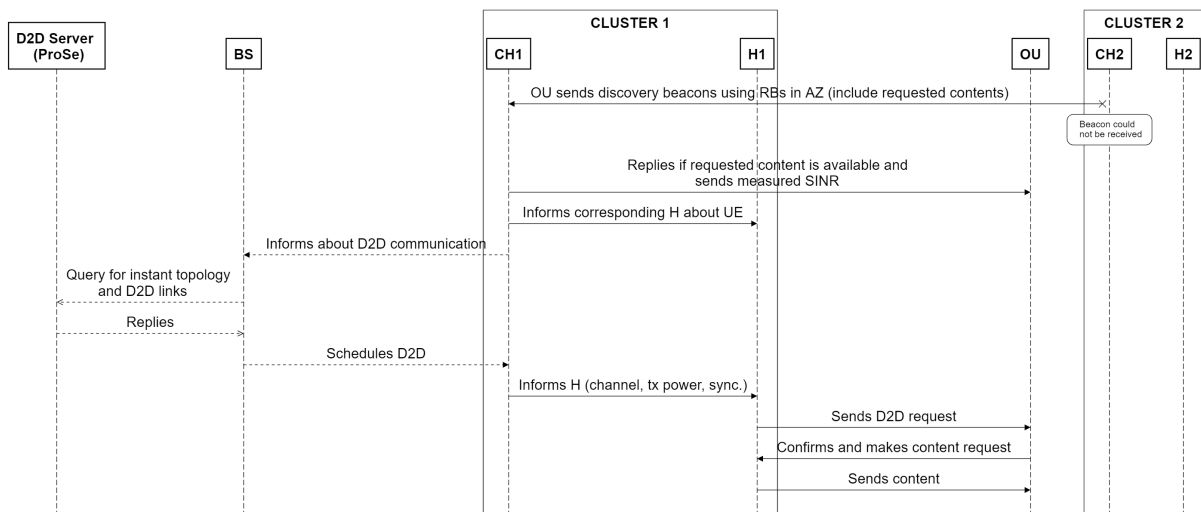 CLUSTER 1
CLUSTER 2
D2D Server
(ProSe)
BS
CH1
H1
OU
CH2
H2
OU sends discovery beacons using RBs in AZ (include requested contents)
Beacon could
not be received
Replies if requested content is available and
sends measured SINR
Informs corresponding H about UE
Informs about D2D communication
Query for instant topology
and D2D links
Replies
Schedules D2D
Informs H (channel, tx power, sync.)
Sends D2D request
Confirms and makes content request
Sends content